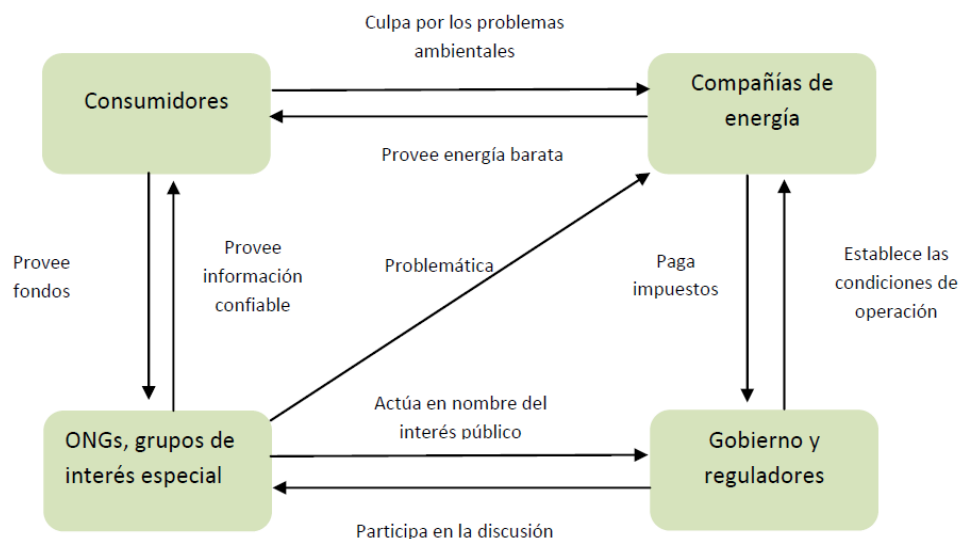 Culpa por los problemas
ambientales
Consumidores
Compañías de
energía
Provee energía barata
Provee
fondos
Provee
información
confiable
Problemática
Paga
impuestos
Establece las
condiciones de
operación
ONGs, grupos de
interés especial
Actúa en nombre del
interés público
Gobierno y
reguladores
Participa en la discusión